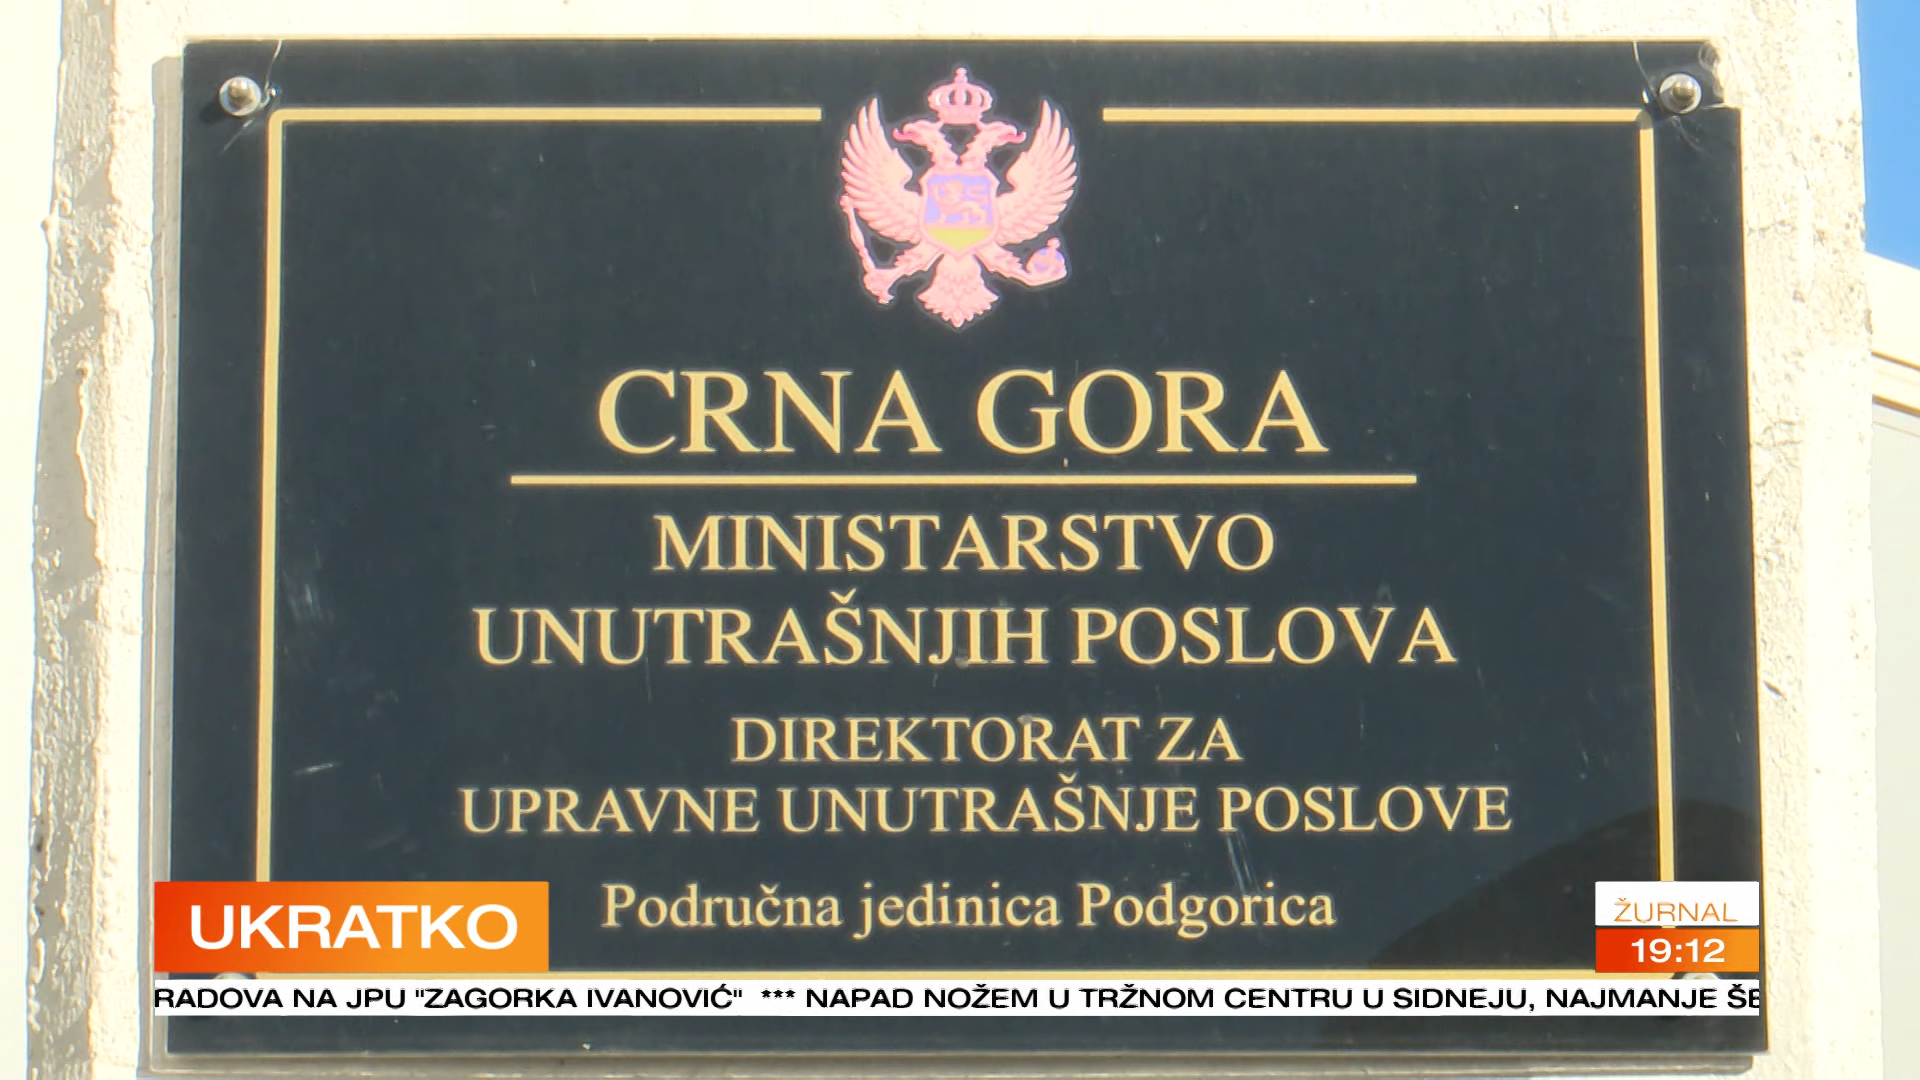 CRNA GORA
MINISTARSTVO
UNUTRAŠNJIH POSLOVA
DIREKTORAT ZA
UPRAVNE UNUTRAŠNJE POSLOVE
Područna jedinica Podgorica
UKRATKO
ŽURNAL
19:12
RADOVA NA JPU "ZAGORKA IVANOVIĆ" *** NAPAD NOŽEM U TRŽNOM CENTRU U SIDNEJU, NAJMANJE